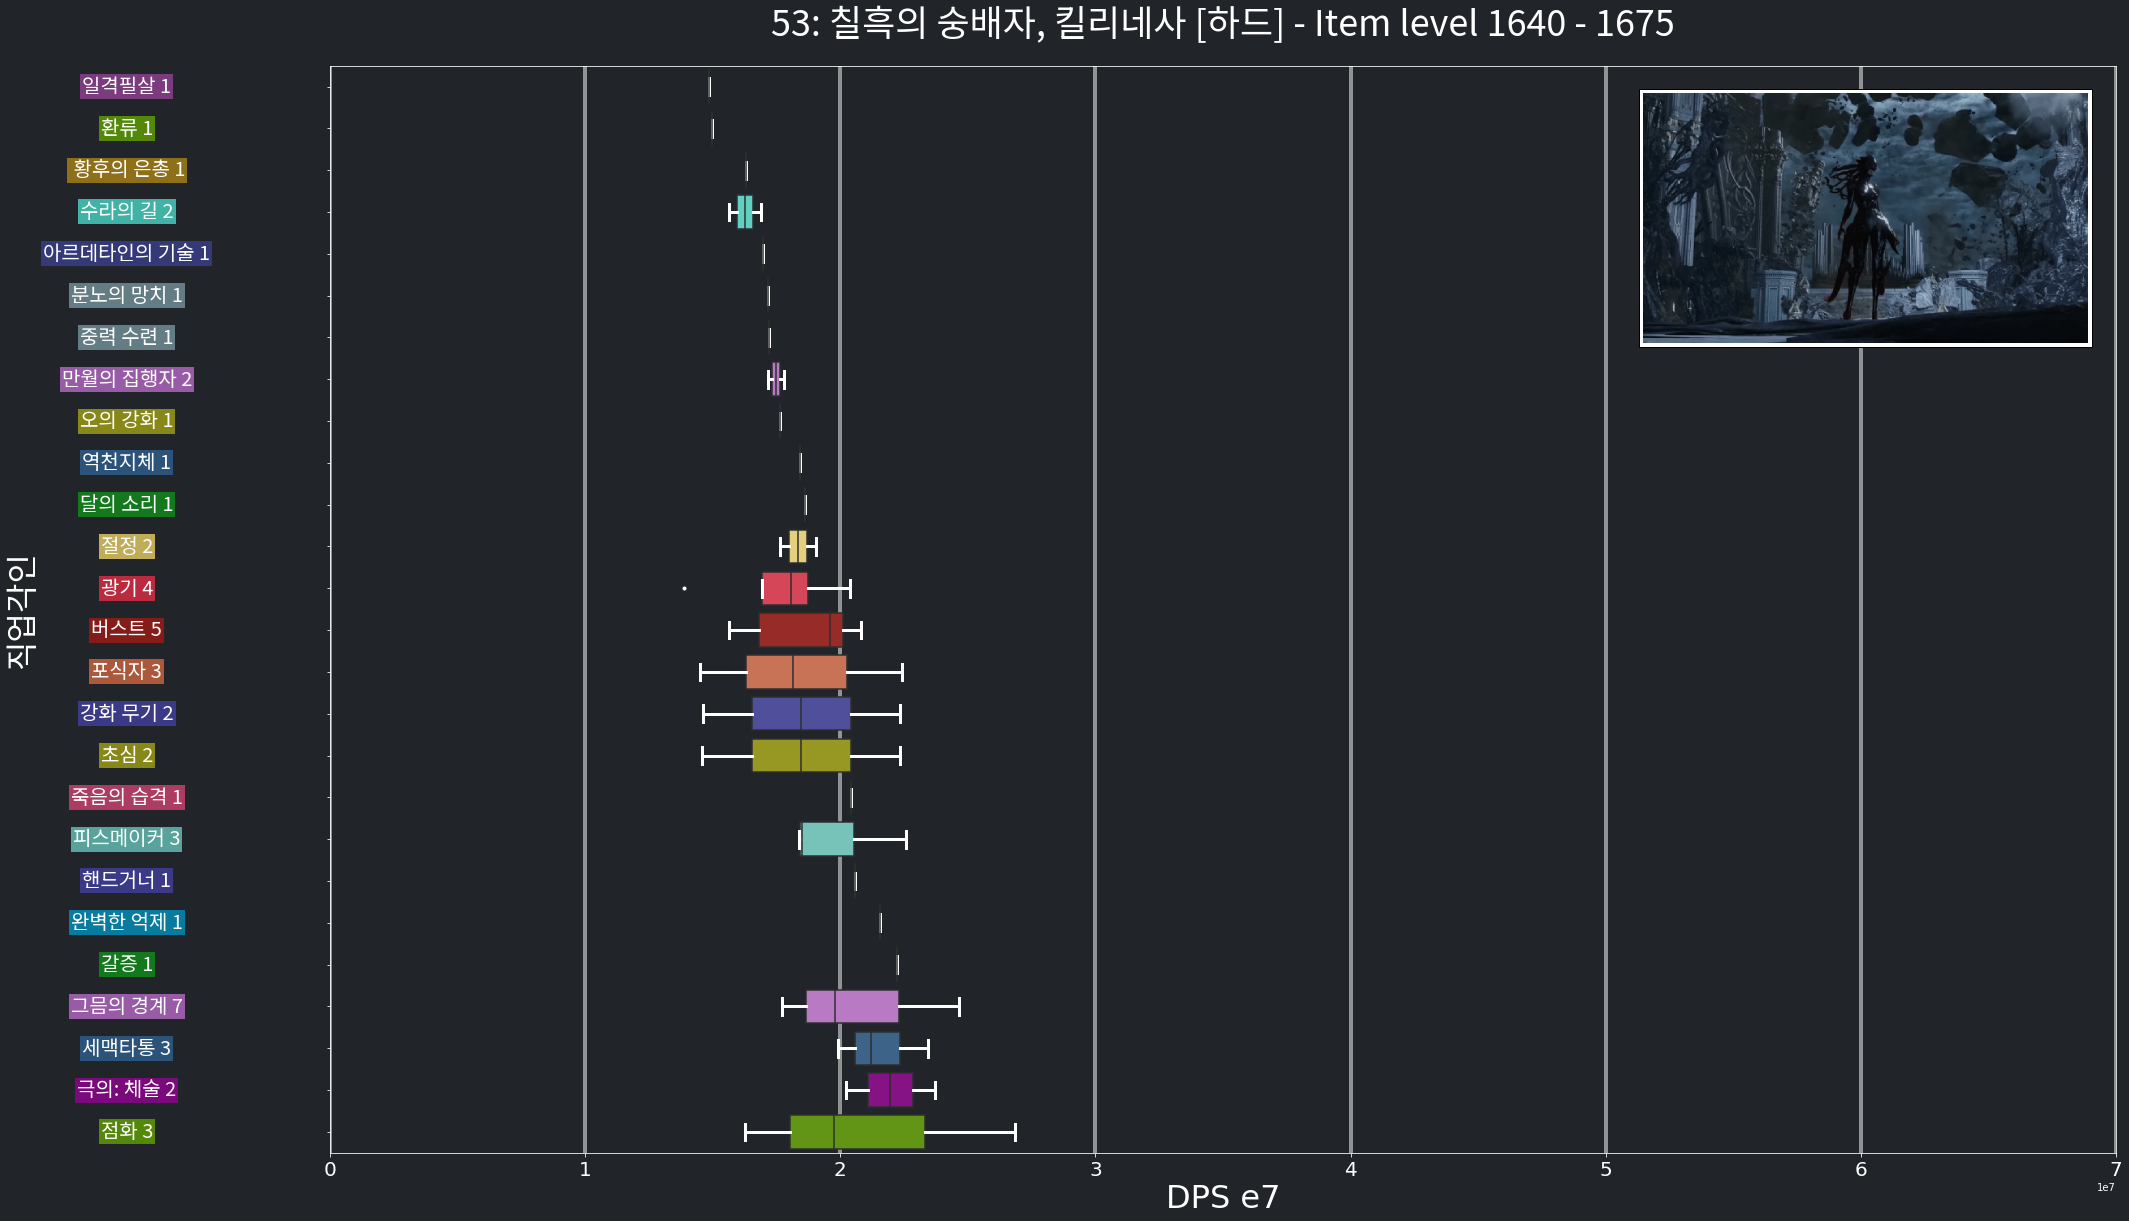 53: 칠흑의 숭배자, 킬리네사 [하드] - Item level 1640 - 1675
일격필살 1
환류 1
황후의 은총 1
수라의 길 2
아르데타인의 기술 1
분노의 망치 1
중력 수련 1
만월의 집행자 2
오의 강화 1
역천지체 1
달의 소리 1
절정 2
광기 4
버스트 5
포식자 3
강화 무기 2
초심 2
죽음의 습격 1
피스메이커 3
핸드거너 1
완벽한 억제 1
갈증 1
그믐의 경계 7
세맥타통 3
극의: 체술 2
점화 3
직업각인
0 1 2 3 4 5 6 7
1e7
DPS e7